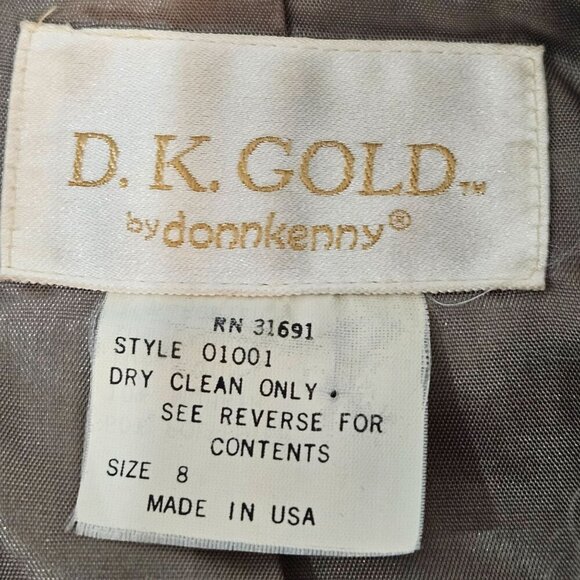 D. K. GOLD™
by donnkenny®
RN 31691
STYLE 01001
DRY CLEAN ONLY.
SEE REVERSE FOR
CONTENTS
SIZE 8
MADE IN USA